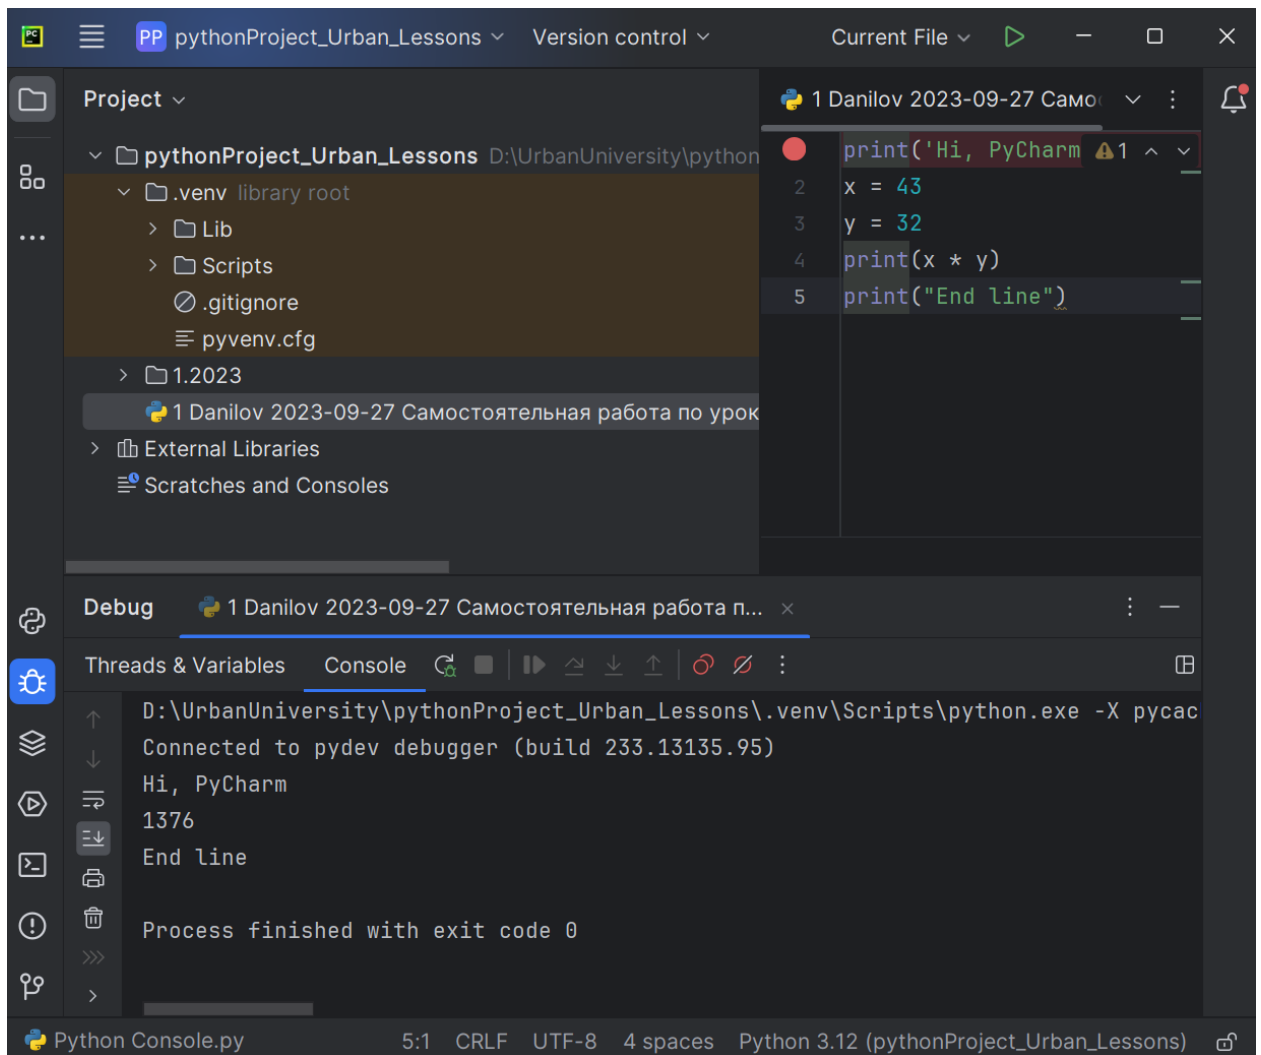 PC
PP pythonProject_Urban_Lessons Version control Current File
Project
1 Danilov 2023-09-27 Само
pythonProject_Urban_Lessons D:\UrbanUniversity\python
.venv library root
Lib
Scripts
.gitignore
pyvenv.cfg
1.2023
1 Danilov 2023-09-27 Самостоятельная работа по урок
External Libraries
Scratches and Consoles
print('Hi, PyCharm 1
2 x = 43
3 y = 32
4 print(x * y)
5 print("End line")
Debug 1 Danilov 2023-09-27 Самостоятельная работа п...
Threads & Variables Console
D:\UrbanUniversity\pythonProject_Urban_Lessons\.venv\Scripts\python.exe -X pycac
Connected to pydev debugger (build 233.13135.95)
Hi, PyCharm
1376
End line
Process finished with exit code 0
Python Console.py 5:1 CRLF UTF-8 4 spaces Python 3.12 (pythonProject_Urban_Lessons)